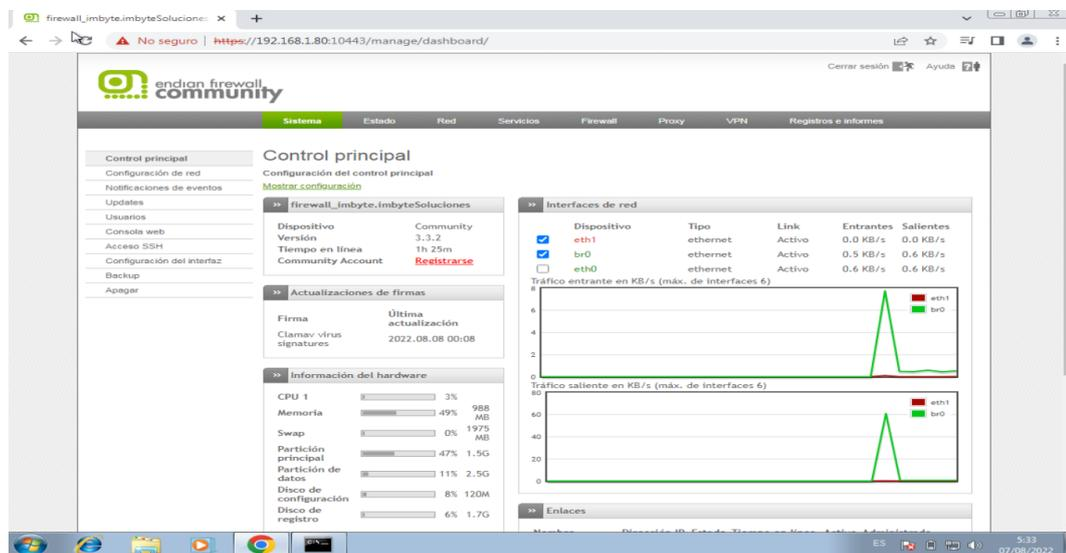 firewall_imbyte.imbyteSoluciones
No seguro | https://192.168.1.80:10443/manage/dashboard/
Cerrar sesión Ayuda
endian firewall
community
Sistema Estado Red Servicios Firewall Proxy VPN Registros e informes
Control principal
Configuración de red
Notificaciones de eventos
Updates
Usuarios
Consola web
Acceso SSH
Configuración del interfaz
Backup
Apagar
Control principal
Configuración del control principal
Mostrar configuración
>> firewall_imbyte.imbyteSoluciones
Dispositivo Community
Versión 3.3.2
Tiempo en línea 1h 25m
Community Account Registrarse
>> Actualizaciones de firmas
Firma Última actualización
Clamav virus signatures 2022.08.08 00:08
>> Información del hardware
CPU 1 3%
Memoria 49% 988 MB
Swap 0% 1975 MB
Partición principal 47% 1.5G
Partición de datos 11% 2.5G
Disco de configuración 8% 120M
Disco de registro 6% 1.7G
>> Interfaces de red
Dispositivo Tipo Link Entrantes Salientes
eth1 ethernet Activo 0.0 KB/s 0.0 KB/s
br0 ethernet Activo 0.5 KB/s 0.6 KB/s
eth0 ethernet Activo 0.6 KB/s 0.6 KB/s
Tráfico entrante en KB/s (máx. de interfaces 6)
8
6
4
2
0
eth1
br0
Tráfico saliente en KB/s (máx. de interfaces 6)
80
60
40
20
0
eth1
br0
>> Enlaces
ES 5:33
07/08/2022